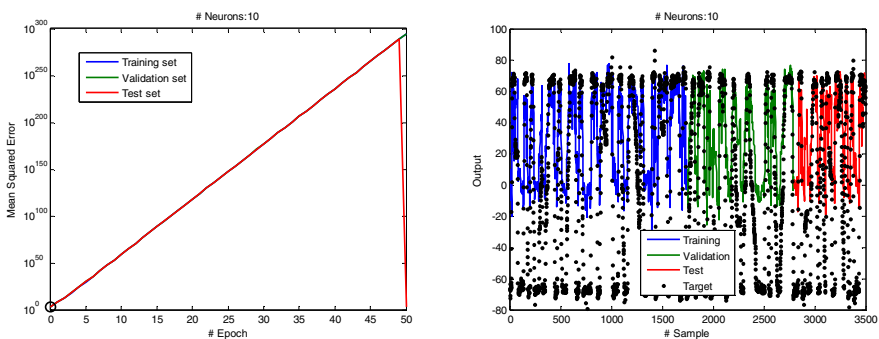 # Neurons:10
10^300
10^250
10^200
10^150
10^100
10^50
10^0
Mean Squared Error
Training set
Validation set
Test set
0 5 10 15 20 25 30 35 40 45 50
# Epoch
# Neurons:10
100
80
60
40
20
0
-20
-40
-60
-80
Output
Training
Validation
Test
Target
0 500 1000 1500 2000 2500 3000 3500
# Sample